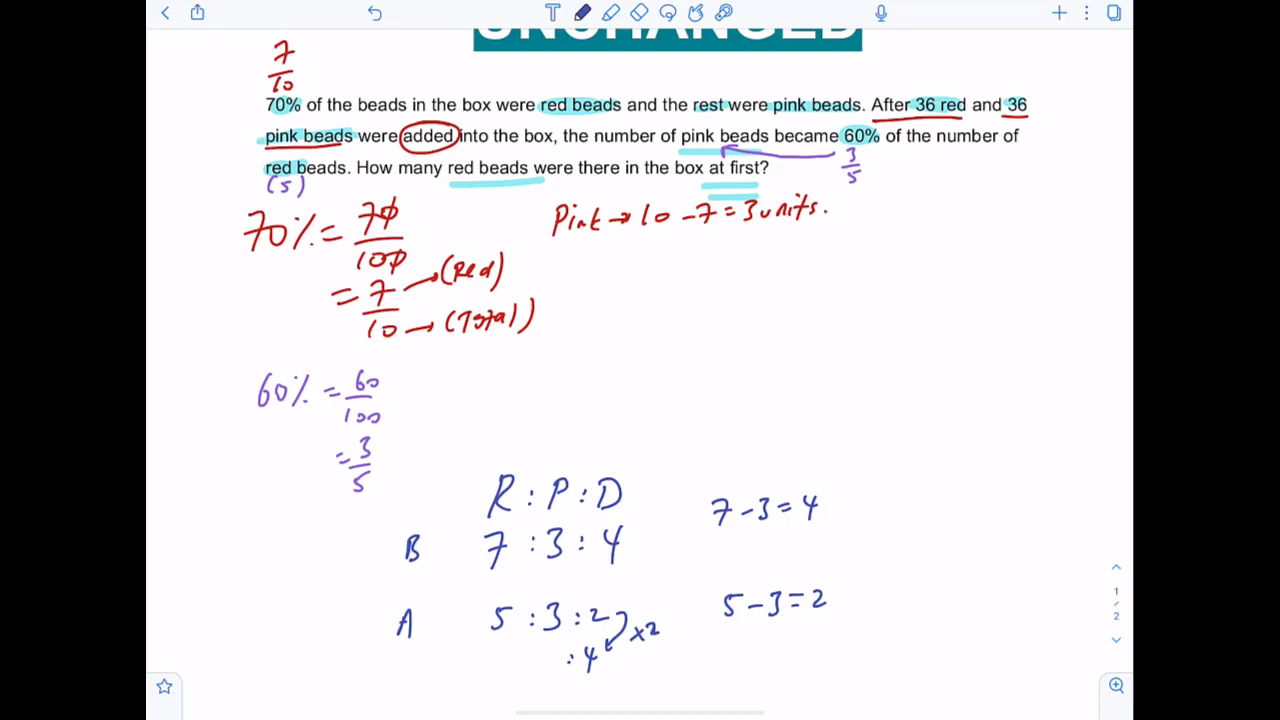 UNCHANGED
7
10
70% of the beads in the box were red beads and the rest were pink beads. After 36 red and 36
pink beads were added into the box, the number of pink beads became 60% of the number of
3
5
red beads. How many red beads were there in the box at first?
(5)
70% = 70
100
Pink → 10 - 7 = 3 units.
= 7 → (Red)
10 → (Total)
60% = 60
100
= 3
5
R : P : D
7 - 3 = 4
B 7 : 3 : 4
A 5 : 3 : 2
5 - 3 = 2
x2
: 4
1
/
2